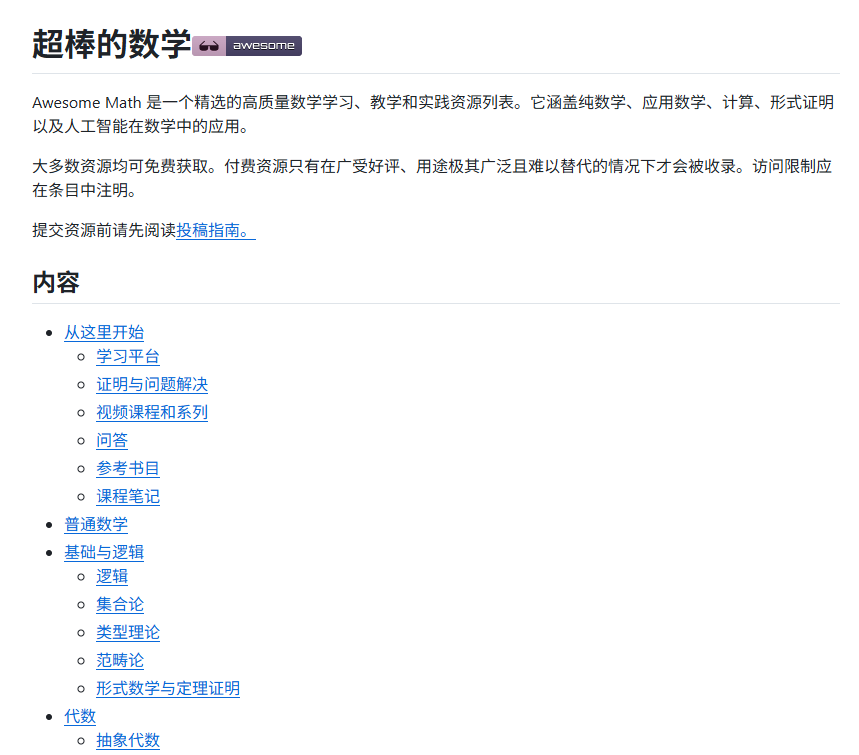 超棒的数学 awesome
Awesome Math 是一个精选的高质量数学学习、教学和实践资源列表。它涵盖纯数学、应用数学、计算、形式证明
以及人工智能在数学中的应用。
大多数资源均可免费获取。付费资源只有在广受好评、用途极其广泛且难以替代的情况下才会被收录。访问限制应
在条目中注明。
提交资源前请先阅读投稿指南。
内容
从这里开始
学习平台
证明与问题解决
视频课程和系列
问答
参考书目
课程笔记
普通数学
基础与逻辑
逻辑
集合论
类型理论
范畴论
形式数学与定理证明
代数
抽象代数